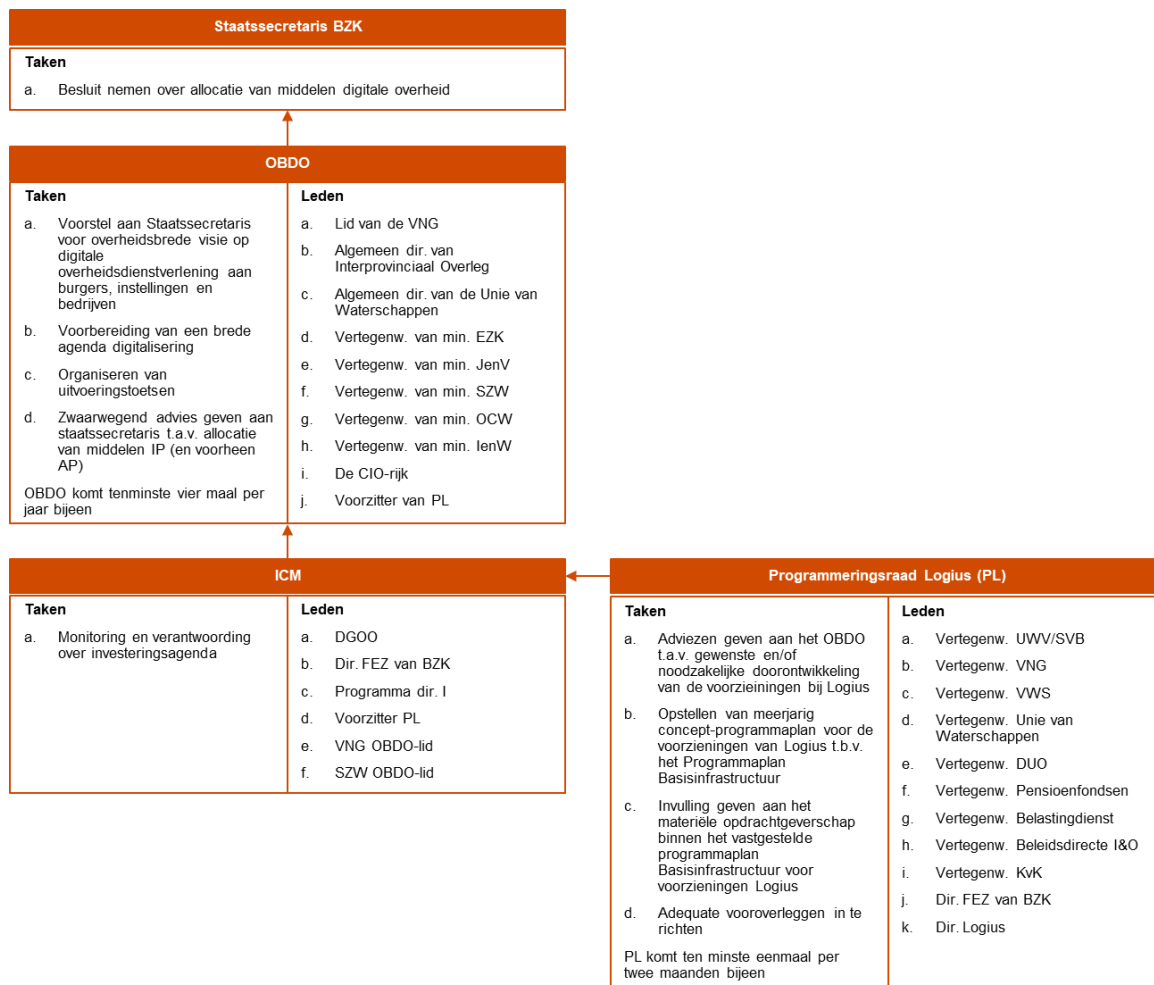 Staatssecretaris BZK
Taken
a. Besluit nemen over allocatie van middelen digitale overheid
OBDO
Taken
a. Voorstel aan Staatssecretaris
voor overheidsbrede visie op
digitale
overheidsdienstverlening aan
burgers, instellingen en
bedrijven
b. Voorbereiding van een brede
agenda digitalisering
c. Organiseren van
uitvoeringstoetsen
d. Zwaarwegend advies geven aan
staatssecretaris t.a.v. allocatie
van middelen IP (en voorheen
AP)
OBDO komt tenminste vier maal per
jaar bijeen
Leden
a. Lid van de VNG
b. Algemeen dir. van
Interprovinciaal Overleg
c. Algemeen dir. van de Unie van
Waterschappen
d. Vertegenw. van min. EZK
e. Vertegenw. van min. JenV
f. Vertegenw. van min. SZW
g. Vertegenw. van min. OCW
h. Vertegenw. van min. IenW
i. De CIO-rijk
j. Voorzitter van PL
ICM
Taken
a. Monitoring en verantwoording
over investeringsagenda
Leden
a. DGOO
b. Dir. FEZ van BZK
c. Programma dir. I
d. Voorzitter PL
e. VNG OBDO-lid
f. SZW OBDO-lid
Programmeringsraad Logius (PL)
Taken
a. Adviezen geven aan het OBDO
t.a.v. gewenste en/of
noodzakelijke doorontwikkeling
van de voorzieiningen bij Logius
b. Opstellen van meerjarig
concept-programmaplan voor de
voorzieningen van Logius t.b.v.
het Programmaplan
Basisinfrastructuur
c. Invulling geven aan het
materiële opdrachtgeverschap
binnen het vastgestelde
programmaplan
Basisinfrastructuur voor
voorzieningen Logius
d. Adequate vooroverleggen in te
richten
PL komt ten minste eenmaal per
twee maanden bijeen
Leden
a. Vertegenw. UWV/SVB
b. Vertegenw. VNG
c. Vertegenw. VWS
d. Vertegenw. Unie van
Waterschappen
e. Vertegenw. DUO
f. Vertegenw. Pensioenfondsen
g. Vertegenw. Belastingdienst
h. Vertegenw. Beleidsdirecte I&O
i. Vertegenw. KvK
j. Dir. FEZ van BZK
k. Dir. Logius